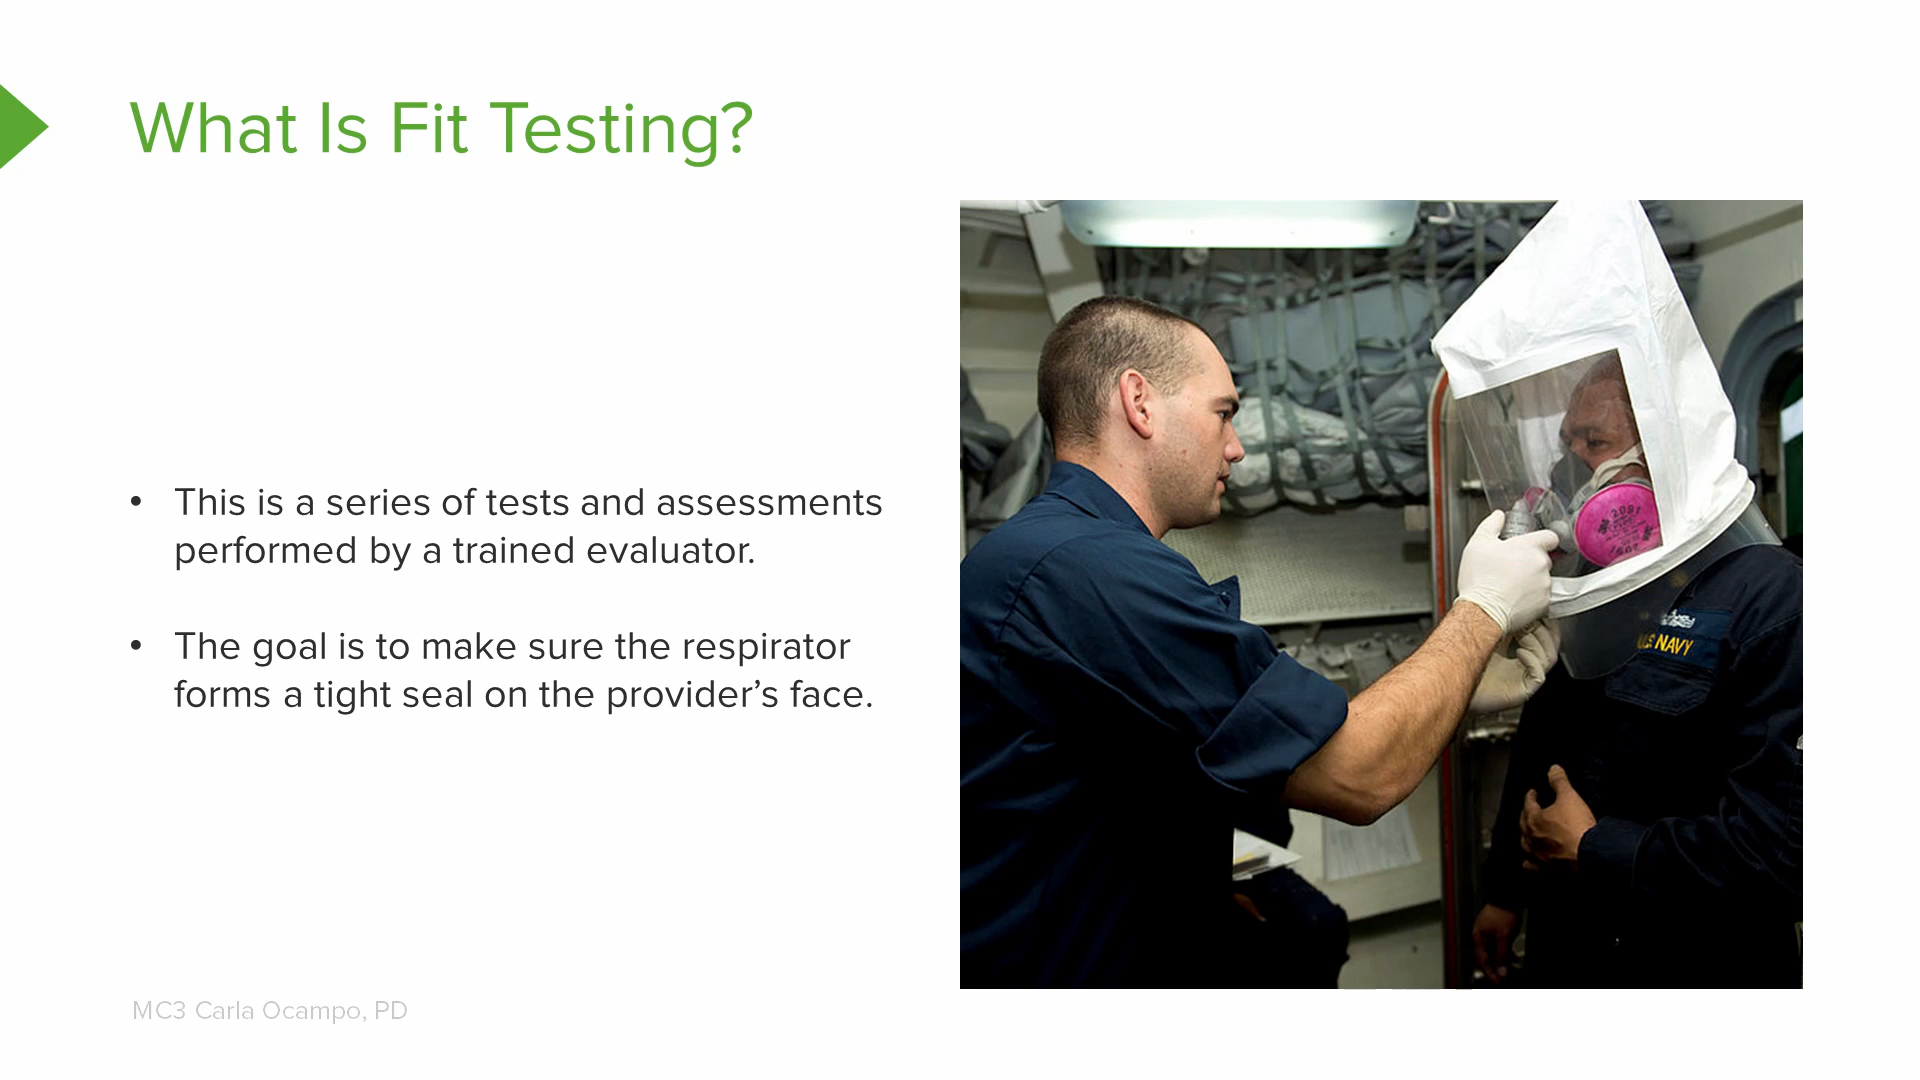 What Is Fit Testing?
• This is a series of tests and assessments
performed by a trained evaluator.
• The goal is to make sure the respirator
forms a tight seal on the provider’s face.
2091
U.S. NAVY
MC3 Carla Ocampo, PD